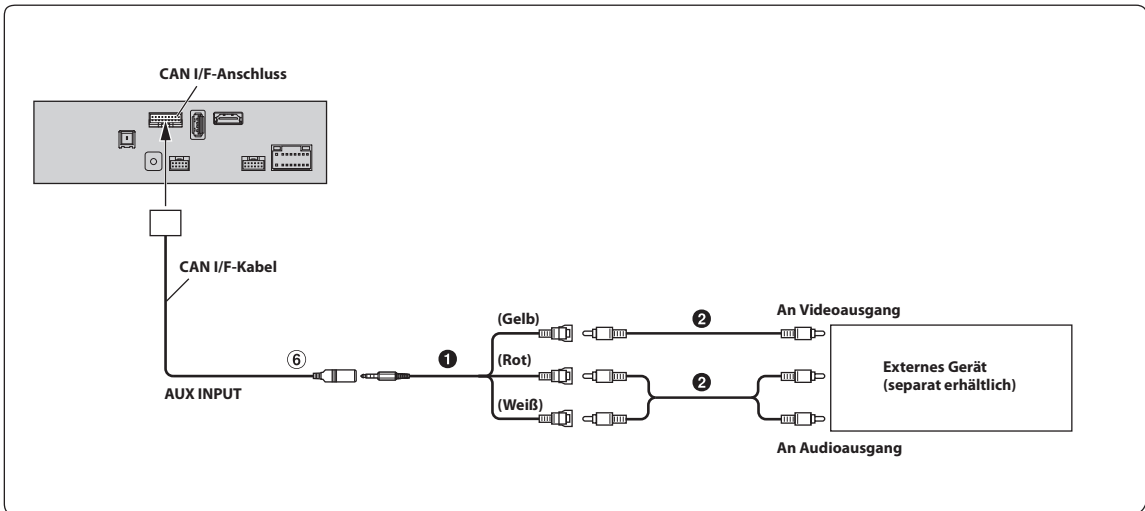 CAN I/F-Anschluss
CAN I/F-Kabel
⑥
AUX INPUT
❶
(Gelb)
(Rot)
(Weiß)
❷
❷
An Videoausgang
Externes Gerät
(separat erhältlich)
An Audioausgang